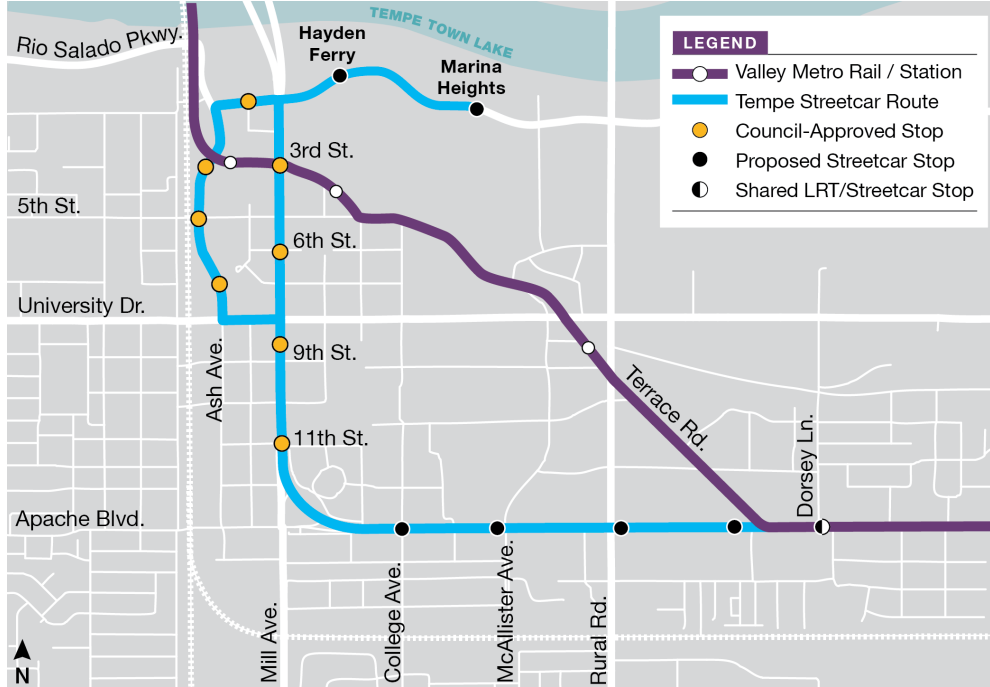 TEMPE TOWN LAKE
Rio Salado Pkwy.
Hayden
Ferry
Marina
Heights
LEGEND
Valley Metro Rail / Station
Tempe Streetcar Route
Council-Approved Stop
Proposed Streetcar Stop
Shared LRT/Streetcar Stop
3rd St.
5th St.
6th St.
University Dr.
9th St.
Ash Ave.
Terrace Rd.
11th St.
Dorsey Ln.
Apache Blvd.
Mill Ave.
College Ave.
McAllister Ave.
Rural Rd.
N